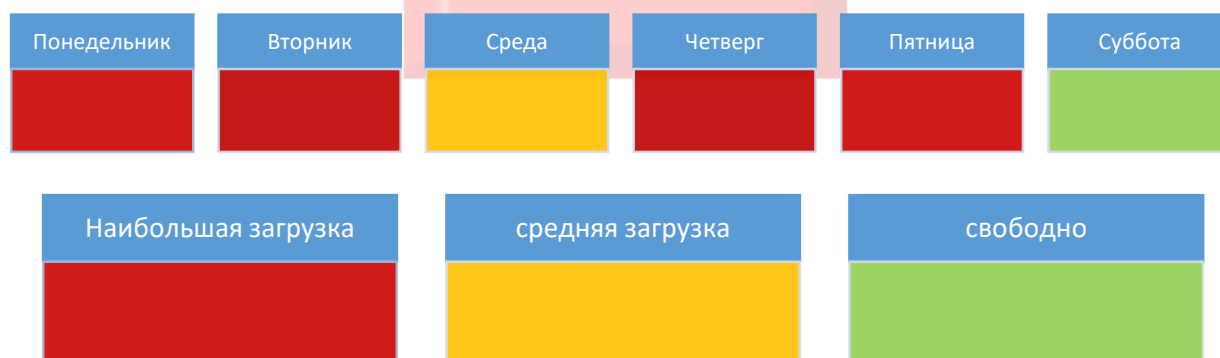 Понедельник Вторник Среда Четверг Пятница Суббота
Наибольшая загрузка средняя загрузка свободно